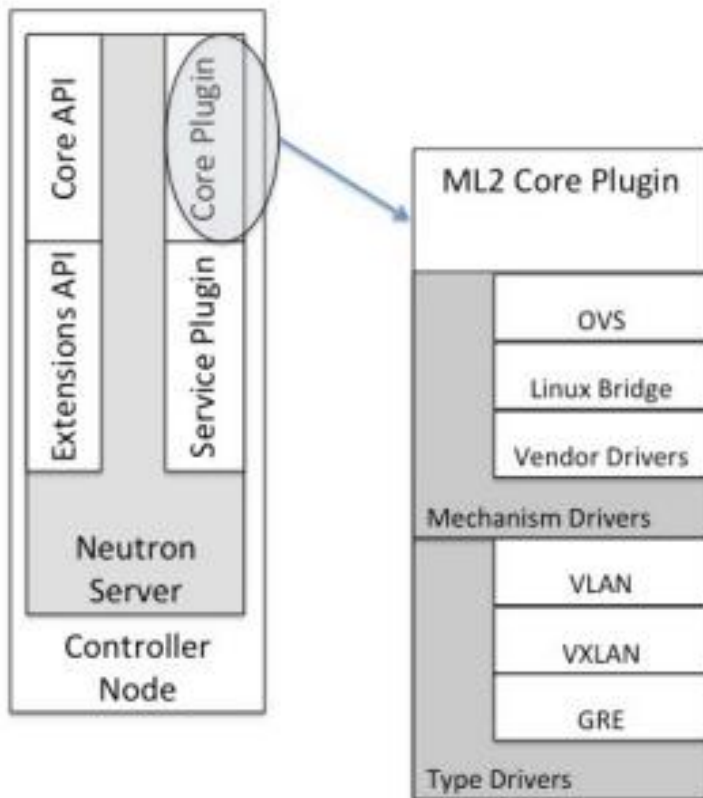 Core API
Core Plugin
Extensions API
Service Plugin
Neutron
Server
Controller
Node
ML2 Core Plugin
OVS
Linux Bridge
Vendor Drivers
Mechanism Drivers
VLAN
VXLAN
GRE
Type Drivers